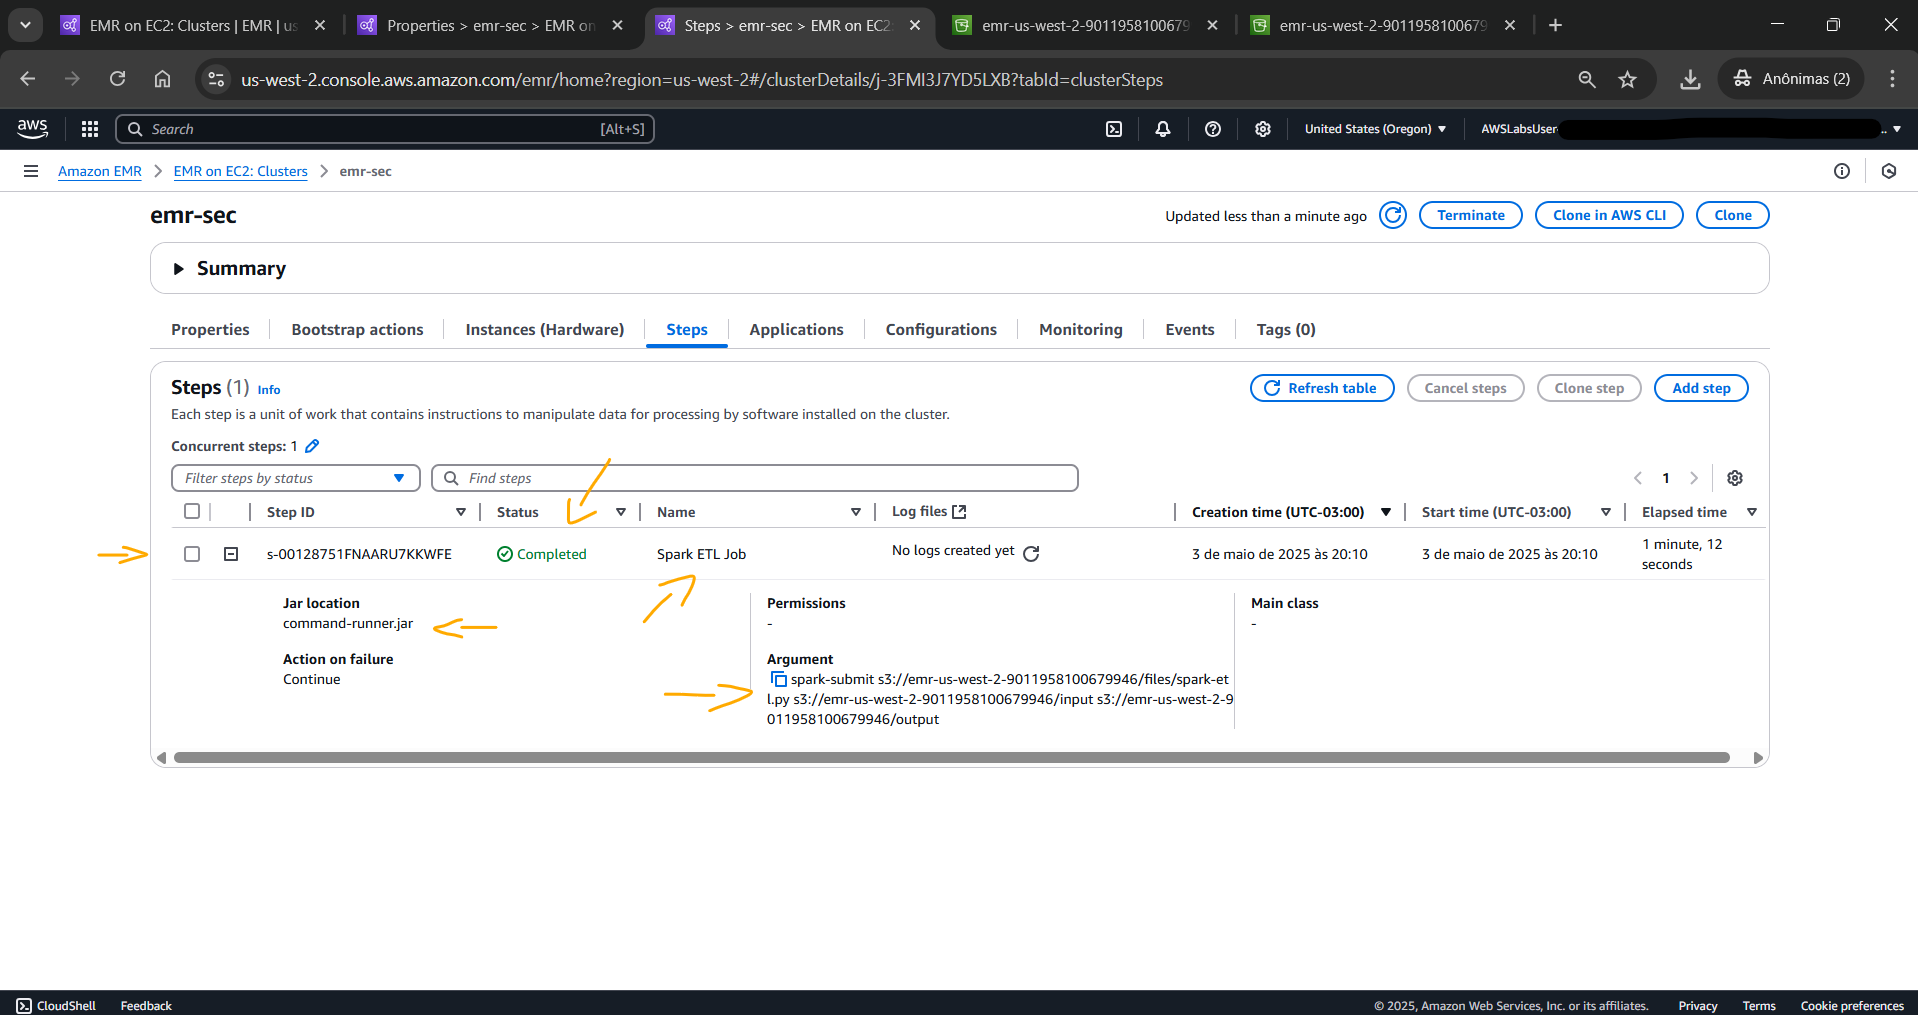 EMR on EC2: Clusters | EMR | us
Properties > emr-sec > EMR on
Steps > emr-sec > EMR on EC2
emr-us-west-2-9011958100679
emr-us-west-2-9011958100679
us-west-2.console.aws.amazon.com/emr/home?region=us-west-2#/clusterDetails/j-3FMI3J7YD5LXB?tabId=clusterSteps
Anônimas (2)
aws
Search
[Alt+S]
United States (Oregon)
AWSLabsUser-
..
Amazon EMR
EMR on EC2: Clusters
emr-sec
emr-sec
Updated less than a minute ago
Terminate
Clone in AWS CLI
Clone
Summary
Properties
Bootstrap actions
Instances (Hardware)
Steps
Applications
Configurations
Monitoring
Events
Tags (0)
Steps (1) Info
Refresh table
Cancel steps
Clone step
Add step
Each step is a unit of work that contains instructions to manipulate data for processing by software installed on the cluster.
Concurrent steps: 1
Filter steps by status
Find steps
1
Step ID
Status
Name
Log files
Creation time (UTC-03:00)
Start time (UTC-03:00)
Elapsed time
s-00128751FNAARU7KKWFE
Completed
Spark ETL Job
No logs created yet
3 de maio de 2025 às 20:10
3 de maio de 2025 às 20:10
1 minute, 12
seconds
Jar location
command-runner.jar
Action on failure
Continue
Permissions
-
Argument
spark-submit s3://emr-us-west-2-9011958100679946/files/spark-et
l.py s3://emr-us-west-2-9011958100679946/input s3://emr-us-west-2-9
011958100679946/output
Main class
-
CloudShell
Feedback
© 2025, Amazon Web Services, Inc. or its affiliates.
Privacy
Terms
Cookie preferences